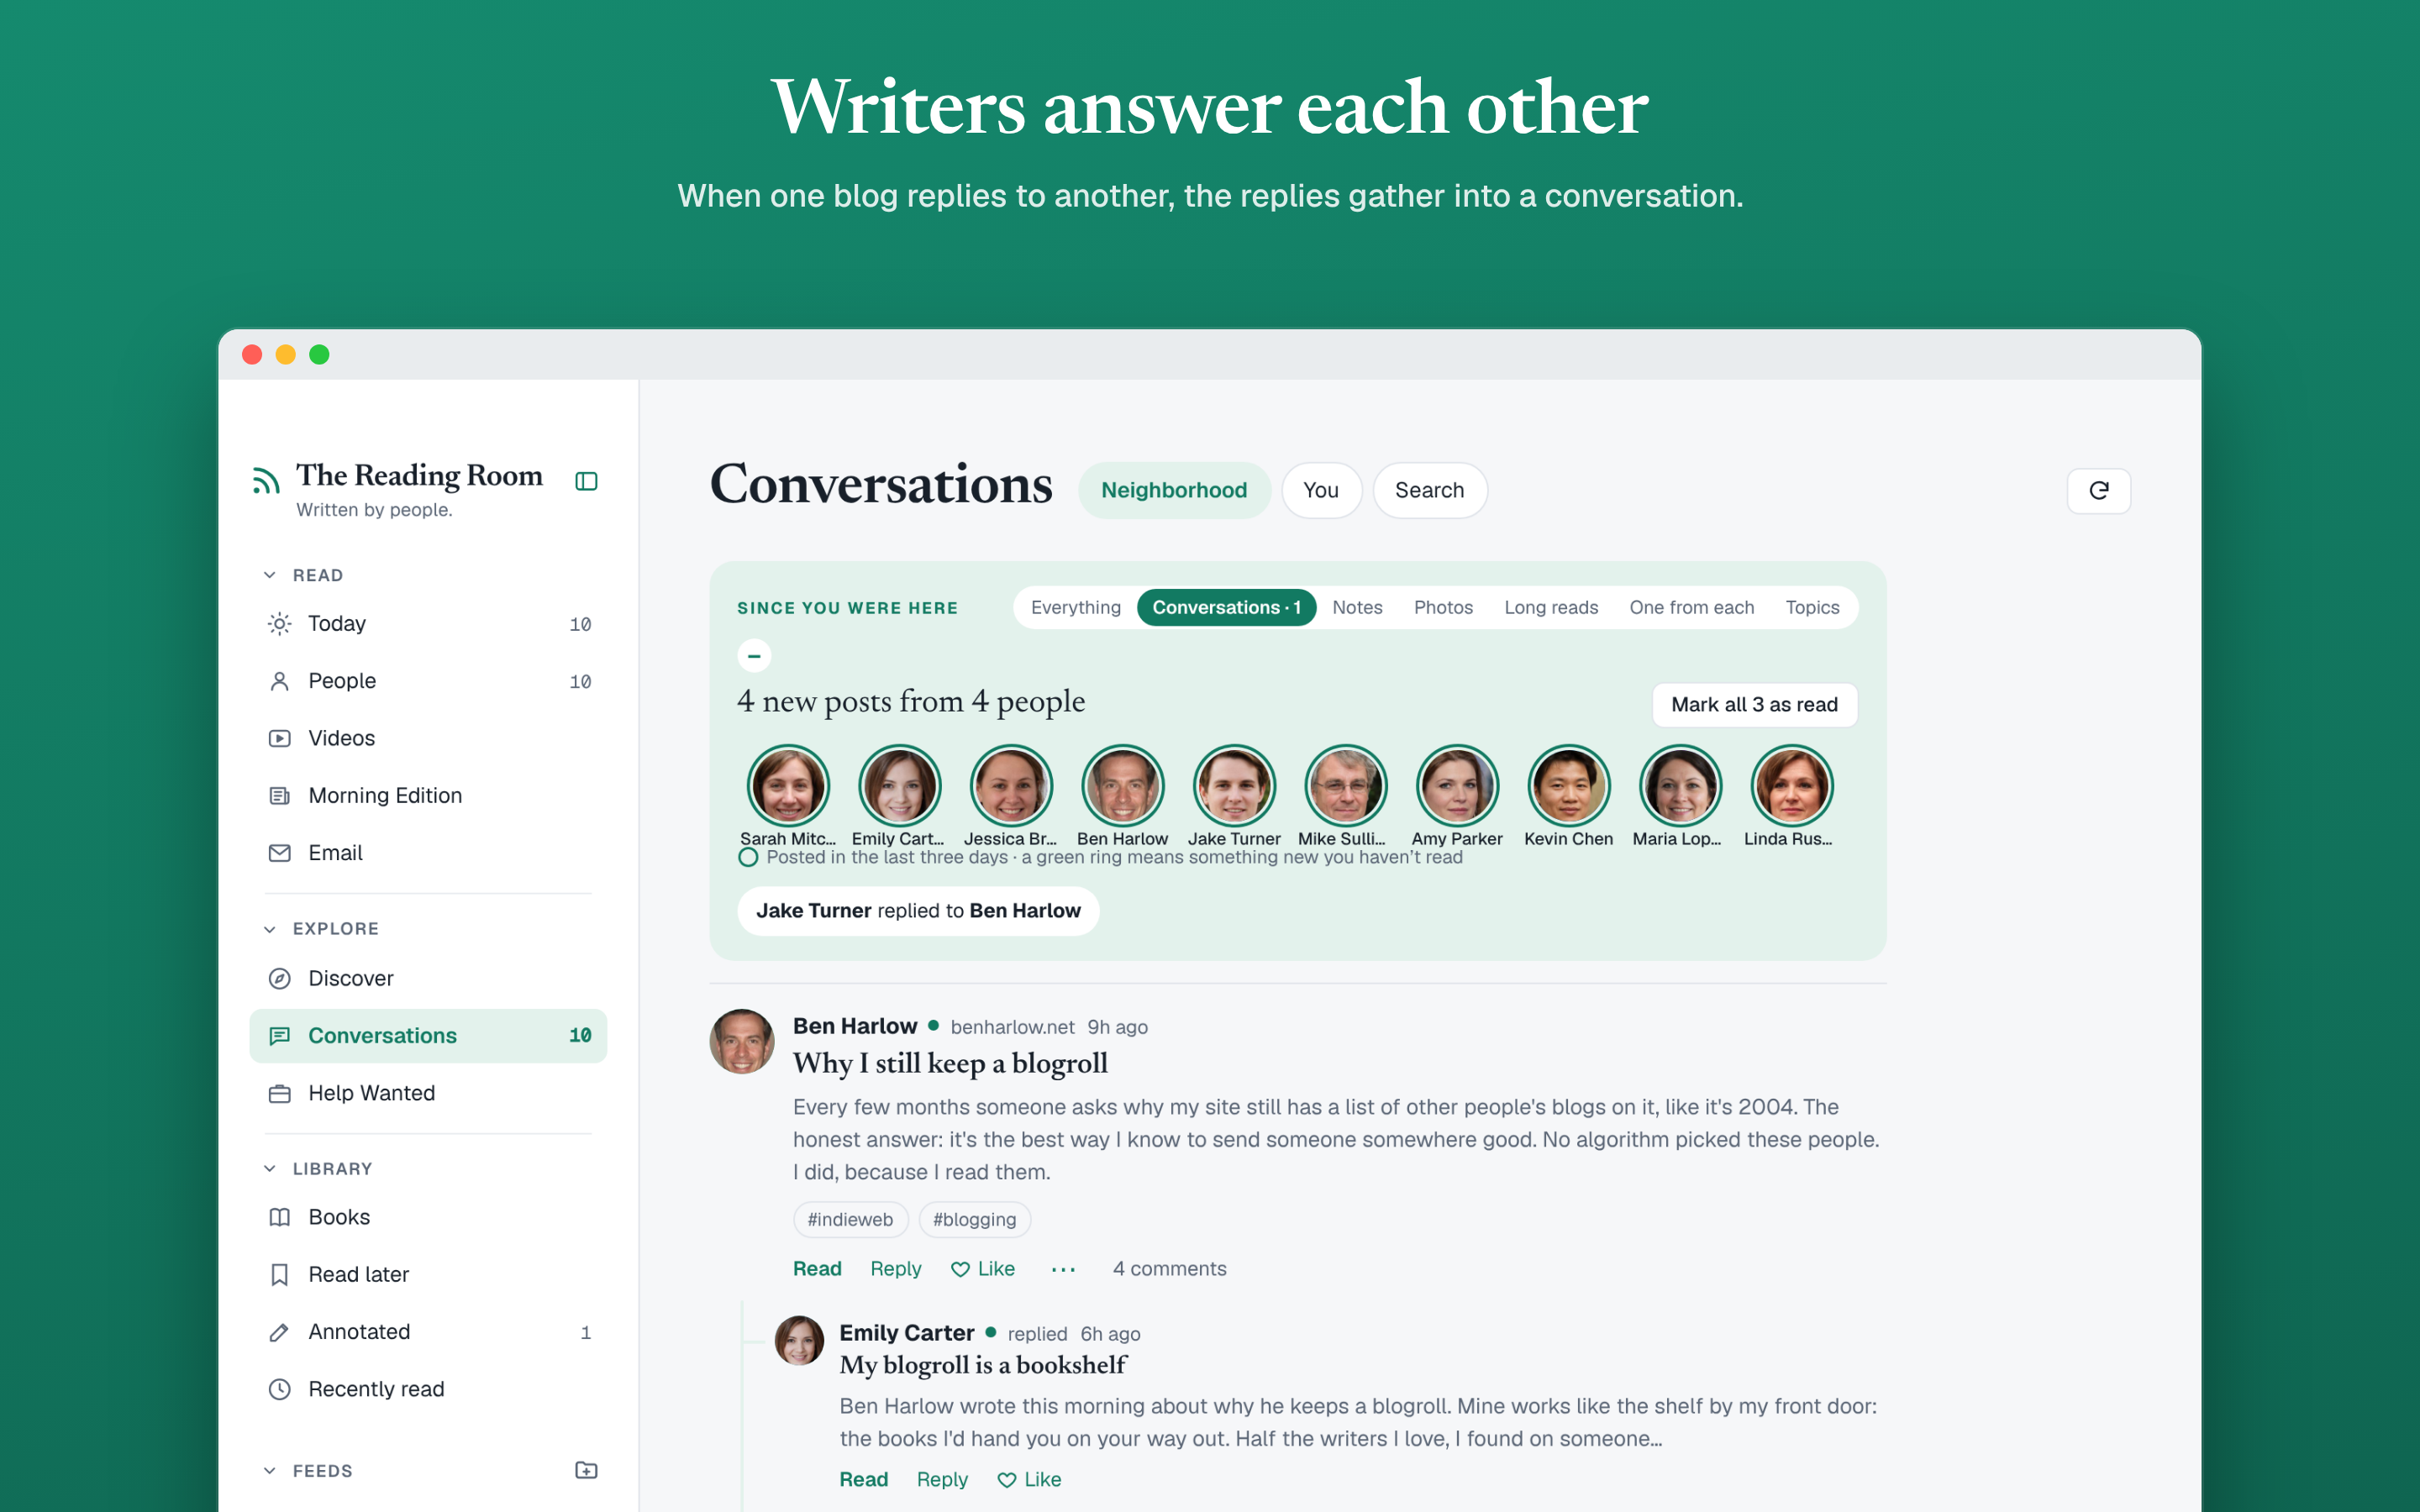 Writers answer each other
When one blog replies to another, the replies gather into a conversation.
The Reading Room
Written by people.
READ
Today 10
People 10
Videos
Morning Edition
Email
EXPLORE
Discover
Conversations 10
Help Wanted
LIBRARY
Books
Read later
Annotated 1
Recently read
FEEDS
Conversations Neighborhood You Search
SINCE YOU WERE HERE Everything Conversations · 1 Notes Photos Long reads One from each Topics
4 new posts from 4 people Mark all 3 as read
Sarah Mitc... Emily Cart... Jessica Br... Ben Harlow Jake Turner Mike Sulli... Amy Parker Kevin Chen Maria Lop... Linda Rus...
Posted in the last three days · a green ring means something new you haven’t read
Jake Turner replied to Ben Harlow
Ben Harlow benharlow.net 9h ago
Why I still keep a blogroll
Every few months someone asks why my site still has a list of other people's blogs on it, like it's 2004. The
honest answer: it's the best way I know to send someone somewhere good. No algorithm picked these people.
I did, because I read them.
#indieweb #blogging
Read Reply Like ··· 4 comments
Emily Carter replied 6h ago
My blogroll is a bookshelf
Ben Harlow wrote this morning about why he keeps a blogroll. Mine works like the shelf by my front door:
the books I'd hand you on your way out. Half the writers I love, I found on someone...
Read Reply Like